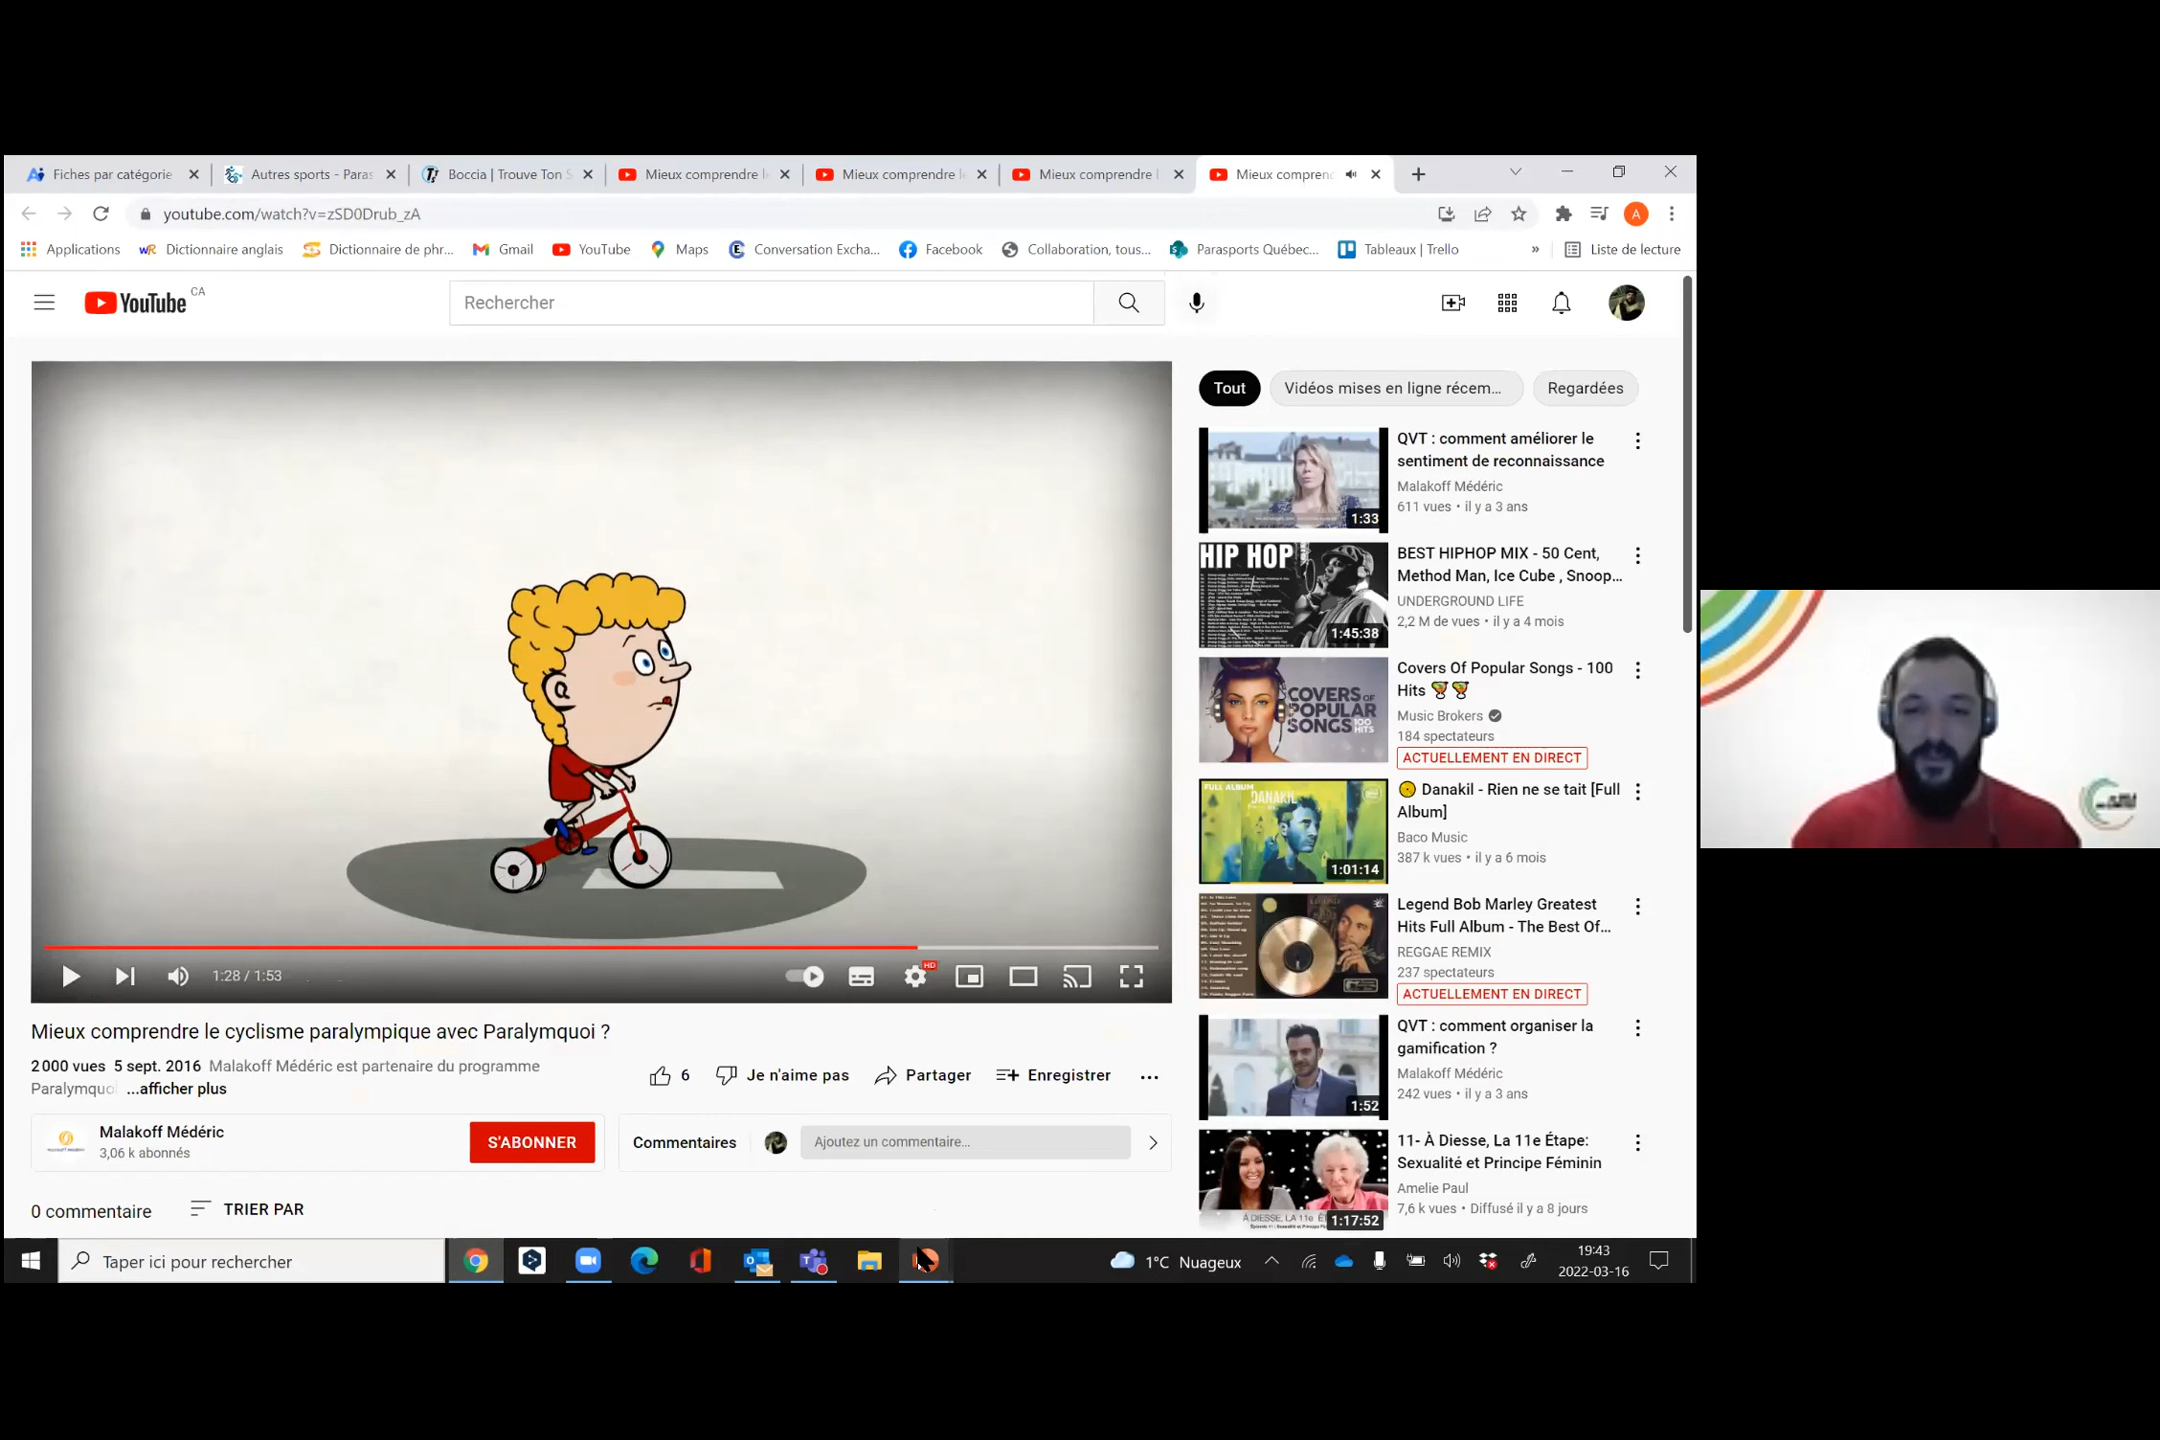 Fiches par catégorie
Autres sports - Paras
Boccia | Trouve Ton S
Mieux comprendre l
Mieux comprendre l
Mieux comprendre l
Mieux compren
youtube.com/watch?v=zSD0Drub_zA
A
Applications
Dictionnaire anglais
Dictionnaire de phr...
Gmail
YouTube
Maps
Conversation Excha...
Facebook
Collaboration, tous...
Parasports Québec...
Tableaux | Trello
»
Liste de lecture
YouTube CA
Rechercher
Tout
Vidéos mises en ligne récem...
Regardées
1:28 / 1:53
HD
Mieux comprendre le cyclisme paralympique avec Paralymquoi ?
2 000 vues 5 sept. 2016 Malakoff Médéric est partenaire du programme
Paralymquo ...afficher plus
6
Je n'aime pas
Partager
Enregistrer
Malakoff Médéric
3,06 k abonnés
S'ABONNER
Commentaires
Ajoutez un commentaire...
0 commentaire
TRIER PAR
1:33
QVT : comment améliorer le
sentiment de reconnaissance
Malakoff Médéric
611 vues • il y a 3 ans
HIP HOP
1:45:38
BEST HIPHOP MIX - 50 Cent,
Method Man, Ice Cube , Snoop...
UNDERGROUND LIFE
2,2 M de vues • il y a 4 mois
COVERS OF
POPULAR
SONGS 100
HITS
Covers Of Popular Songs - 100
Hits
Music Brokers
184 spectateurs
ACTUELLEMENT EN DIRECT
FULL ALBUM
DANAKIL
1:01:14
Danakil - Rien ne se tait [Full
Album]
Baco Music
387 k vues • il y a 6 mois
LEGEND
Legend Bob Marley Greatest
Hits Full Album - The Best Of...
REGGAE REMIX
237 spectateurs
ACTUELLEMENT EN DIRECT
1:52
QVT : comment organiser la
gamification ?
Malakoff Médéric
242 vues • il y a 3 ans
À DIESSE, LA 11e
1:17:52
11- À Diesse, La 11e Étape:
Sexualité et Principe Féminin
Amelie Paul
7,6 k vues • Diffusé il y a 8 jours
Taper ici pour rechercher
1°C Nuageux
19:43
2022-03-16